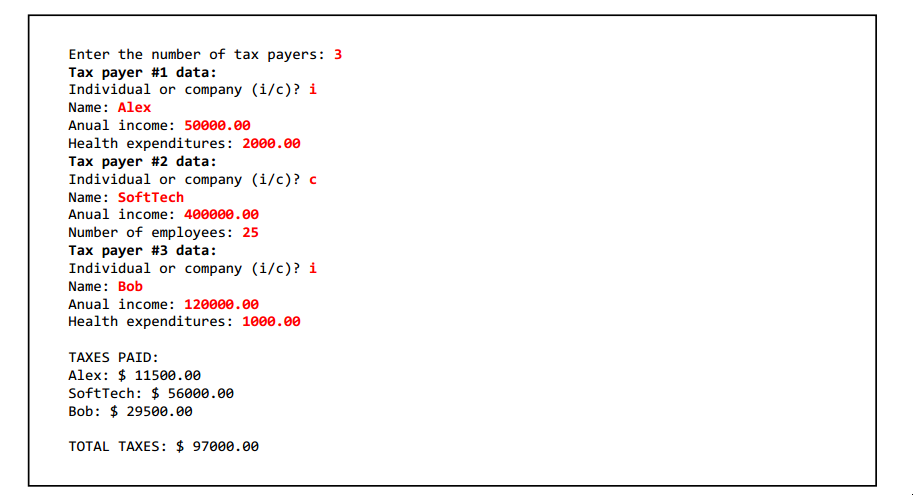 Enter the number of tax payers: 3
Tax payer #1 data:
Individual or company (i/c)? i
Name: Alex
Anual income: 50000.00
Health expenditures: 2000.00
Tax payer #2 data:
Individual or company (i/c)? c
Name: SoftTech
Anual income: 400000.00
Number of employees: 25
Tax payer #3 data:
Individual or company (i/c)? i
Name: Bob
Anual income: 120000.00
Health expenditures: 1000.00
TAXES PAID:
Alex: $ 11500.00
SoftTech: $ 56000.00
Bob: $ 29500.00
TOTAL TAXES: $ 97000.00